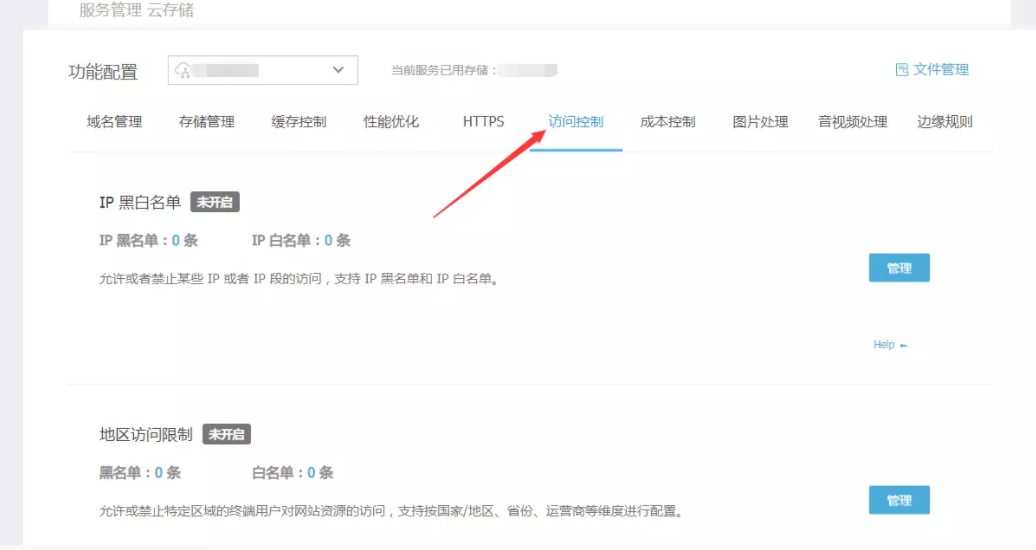 服务管理 云存储
功能配置 当前服务已用存储： 文件管理
域名管理 存储管理 缓存控制 性能优化 HTTPS 访问控制 成本控制 图片处理 音视频处理 边缘规则
IP 黑白名单 未开启
IP 黑名单：0 条 IP 白名单：0 条
允许或者禁止某些 IP 或者 IP 段的访问，支持 IP 黑名单和 IP 白名单。
管理
Help
地区访问限制 未开启
黑名单：0 条 白名单：0 条
允许或禁止特定区域的终端用户对网站资源的访问，支持按国家/地区、省份、运营商等维度进行配置。
管理